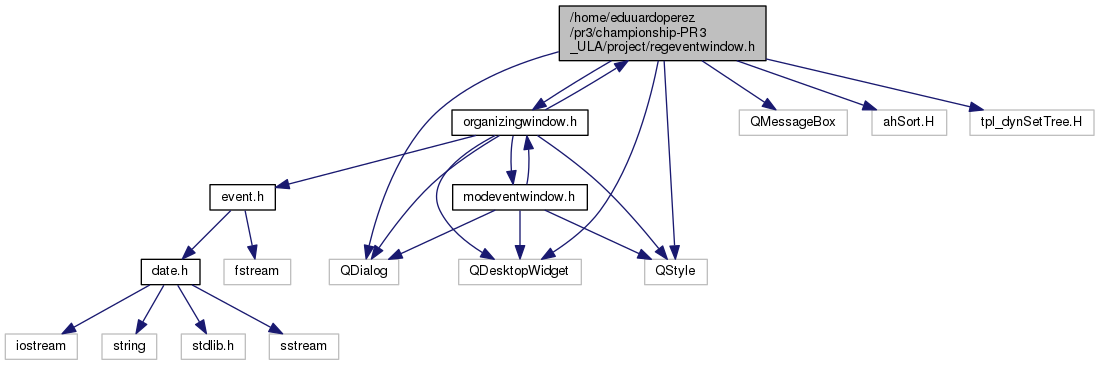 /home/eduuardoperez
/pr3/championship-PR3
_ULA/project/regeventwindow.h
organizingwindow.h
QMessageBox
ahSort.H
tpl_dynSetTree.H
event.h
modeventwindow.h
date.h
fstream
QDialog
QDesktopWidget
QStyle
iostream
string
stdlib.h
sstream